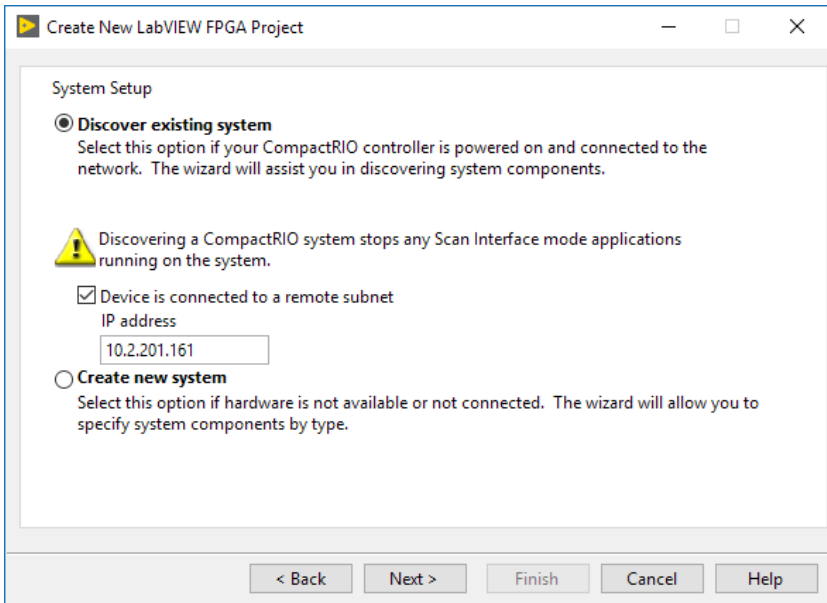 Create New LabVIEW FPGA Project
System Setup
Discover existing system
Select this option if your CompactRIO controller is powered on and connected to the
network.  The wizard will assist you in discovering system components.
Discovering a CompactRIO system stops any Scan Interface mode applications
running on the system.
Device is connected to a remote subnet
IP address
10.2.201.161
Create new system
Select this option if hardware is not available or not connected.  The wizard will allow you to
specify system components by type.
< Back Next > Finish Cancel Help